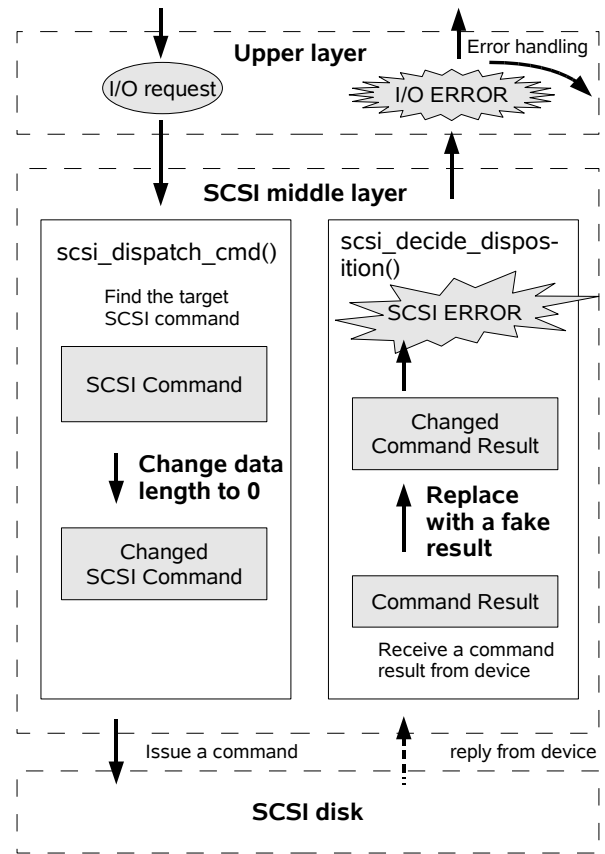 Upper layer
Error handling
I/O request
I/O ERROR
SCSI middle layer
scsi_dispatch_cmd()
Find the target
SCSI command
SCSI Command
Change data
length to 0
Changed
SCSI Command
scsi_decide_dispos-
ition()
SCSI ERROR
Changed
Command Result
Replace
with a fake
result
Command Result
Receive a command
result from device
Issue a command
reply from device
SCSI disk